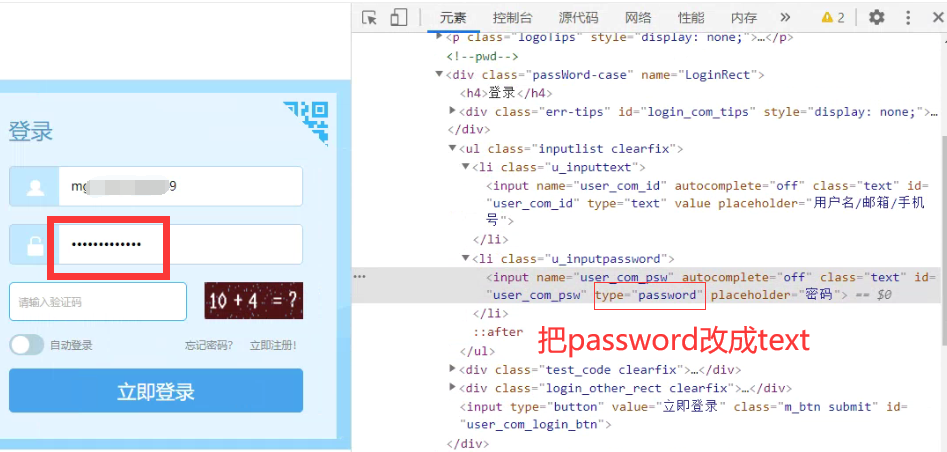 登录
mg 9
•••••••••••••
请输入验证码
10 + 4 = ?
自动登录 忘记密码? 立即注册!
立即登录
元素 控制台 源代码 网络 性能 内存 » 2
<p class="logoTips" style="display: none;">…</p>
<!--pwd-->
<div class="passWord-case" name="LoginRect">
<h4>登录</h4>
<div class="err-tips" id="login_com_tips" style="display: none;">…
</div>
<ul class="inputlist clearfix">
<li class="u_inputtext">
<input name="user_com_id" autocomplete="off" class="text" id=
"user_com_id" type="text" value placeholder="用户名/邮箱/手机
号">
</li>
<li class="u_inputpassword">
<input name="user_com_psw" autocomplete="off" class="text" id=
"user_com_psw" type="password" placeholder="密码"> == $0
</li>
::after
把password改成text
</ul>
<div class="test_code clearfix">…</div>
<div class="login_other_rect clearfix">…</div>
<input type="button" value="立即登录" class="m_btn submit" id=
"user_com_login_btn">
</div>